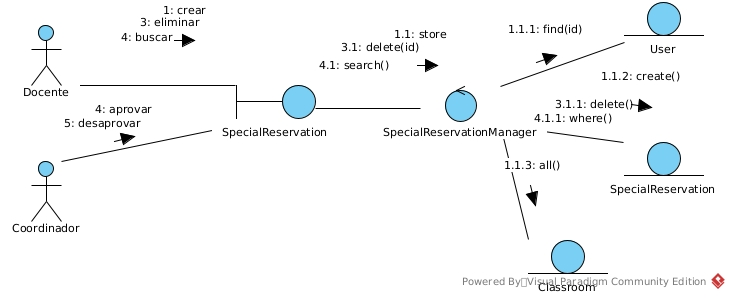 1: crear
3: eliminar
4: buscar
1.1: store
3.1: delete(id)
4.1: search()
1.1.1: find(id)
User
1.1.2: create()
Docente
4: aprovar
5: desaprovar
SpecialReservation
SpecialReservationManager
3.1.1: delete()
4.1.1: where()
1.1.3: all()
SpecialReservation
Coordinador
Powered By Visual Paradigm Community Edition
Classroom